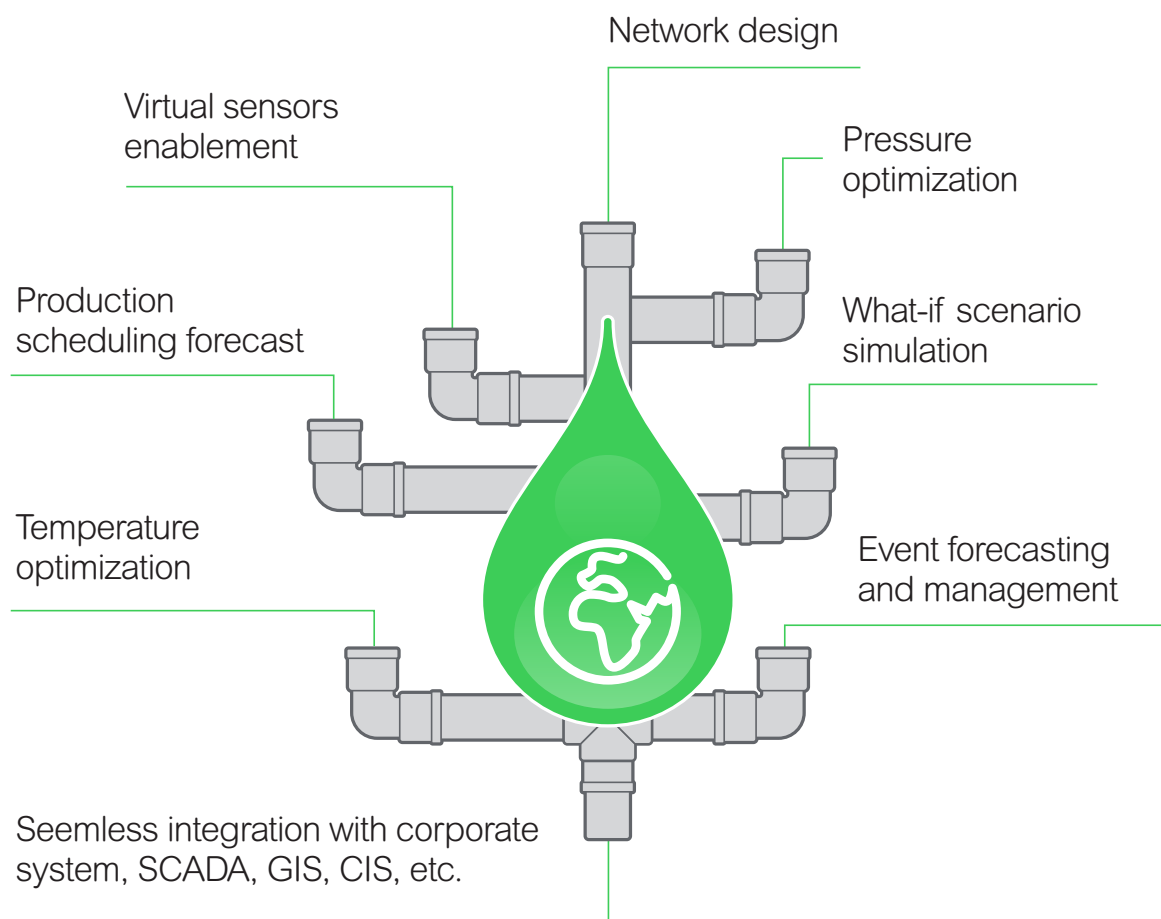 Network design
Virtual sensors
enablement
Pressure
optimization
Production
scheduling forecast
What-if scenario
simulation
Temperature
optimization
Event forecasting
and management
Seemless integration with corporate
system, SCADA, GIS, CIS, etc.